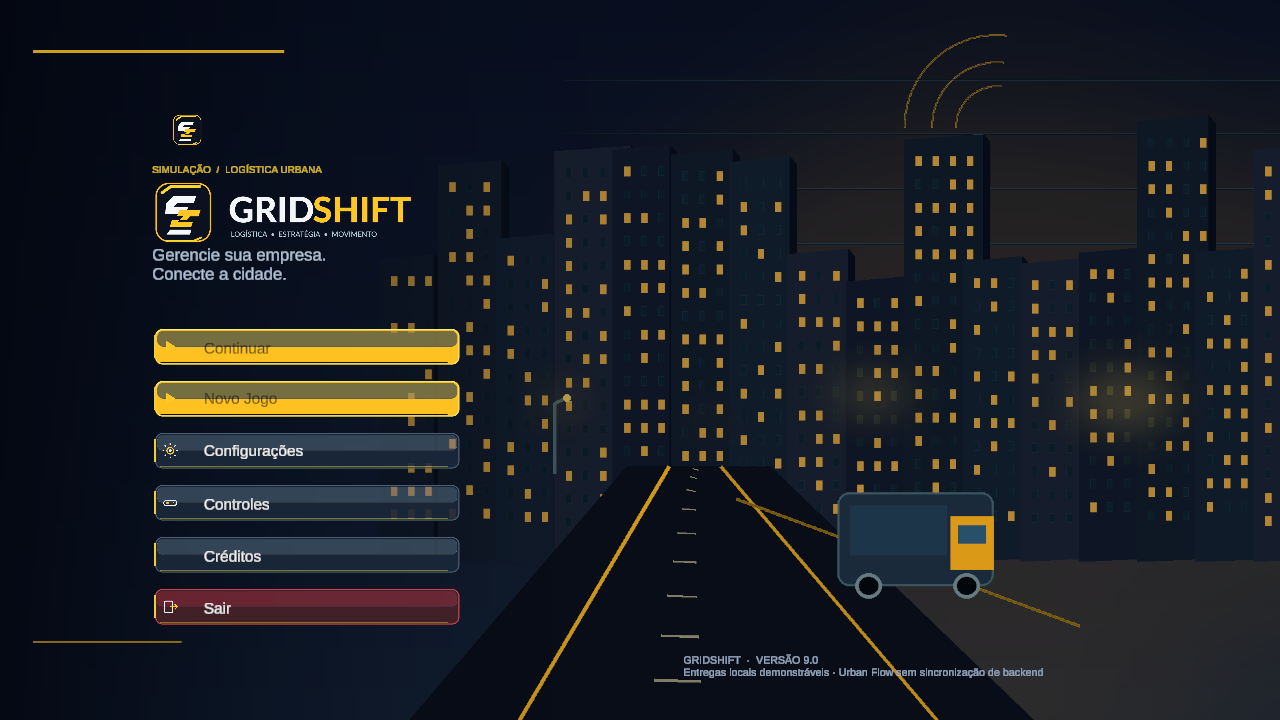 SIMULAÇÃO / LOGÍSTICA URBANA
GRIDSHIFT
LOGÍSTICA • ESTRATÉGIA • MOVIMENTO
Gerencie sua empresa.
Conecte a cidade.
Continuar
Novo Jogo
Configurações
Controles
Créditos
Sair
GRIDSHIFT · VERSÃO 9.0
Entregas locais demonstráveis · Urban Flow sem sincronização de backend